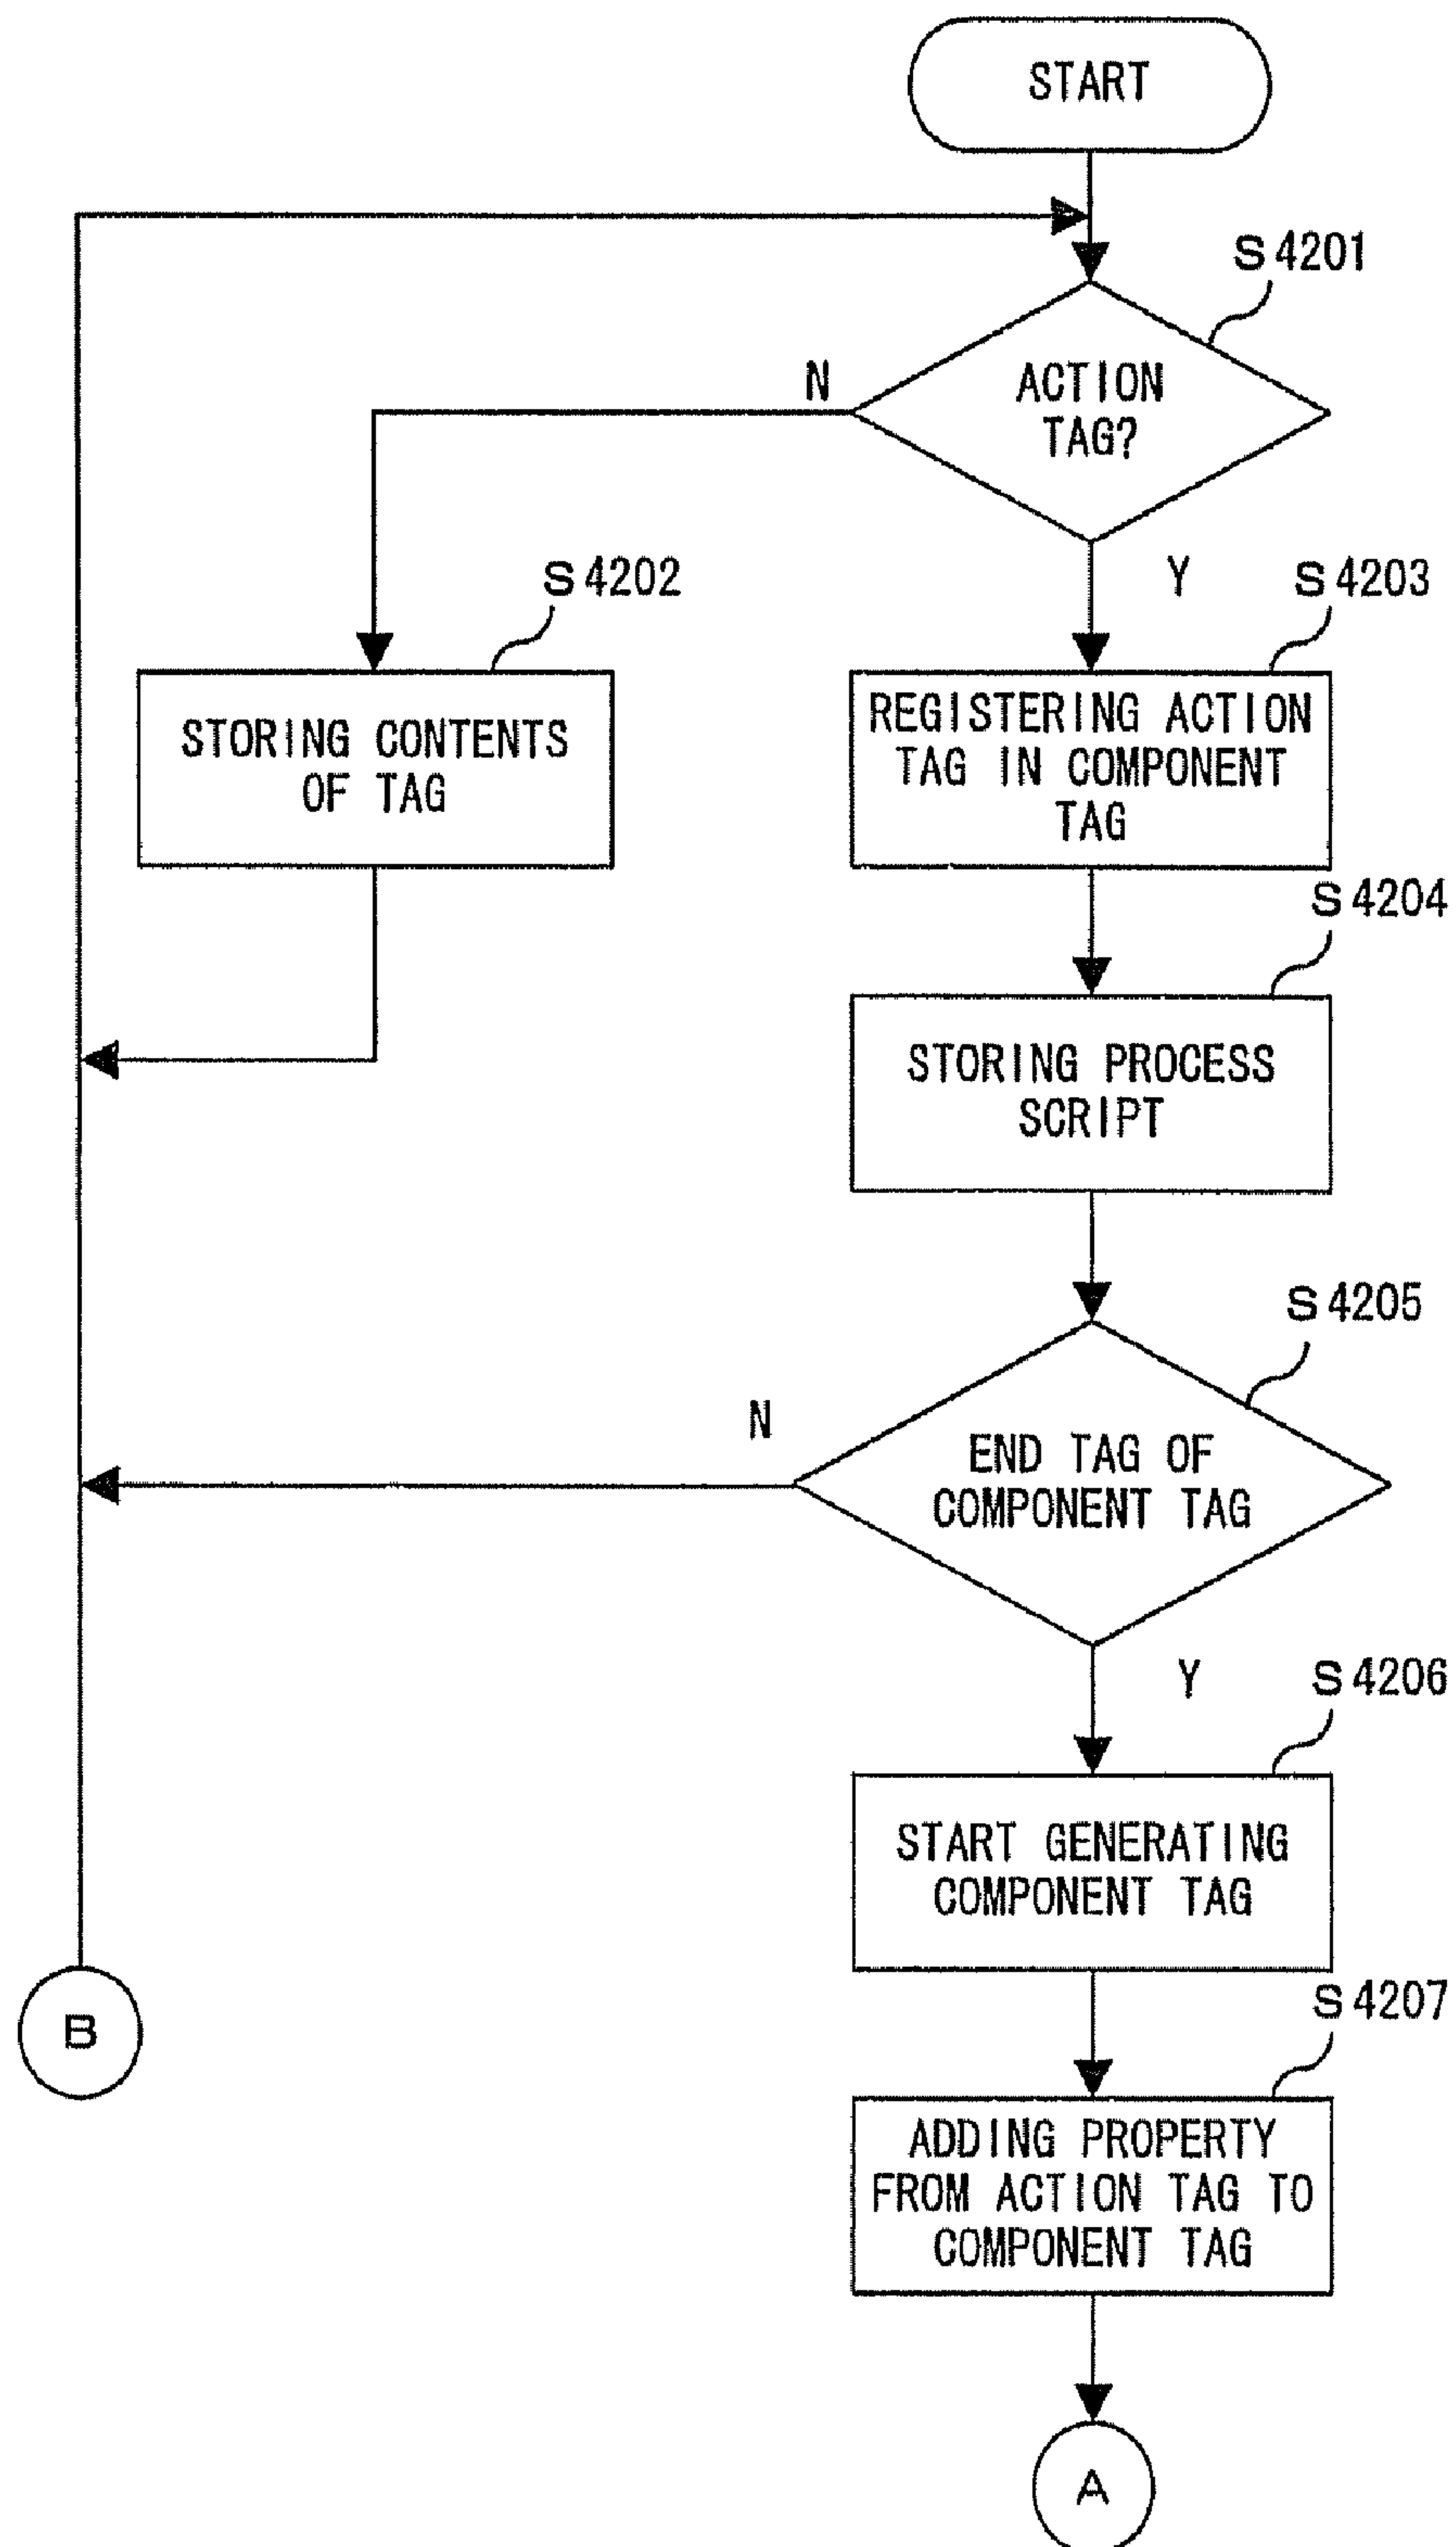 START
S4201
N
ACTION
TAG?
Y
S4202
S4203
STORING CONTENTS
OF TAG
REGISTERING ACTION
TAG IN COMPONENT
TAG
S4204
STORING PROCESS
SCRIPT
S4205
N
END TAG OF
COMPONENT TAG
Y
S4206
START GENERATING
COMPONENT TAG
B
S4207
ADDING PROPERTY
FROM ACTION TAG TO
COMPONENT TAG
A